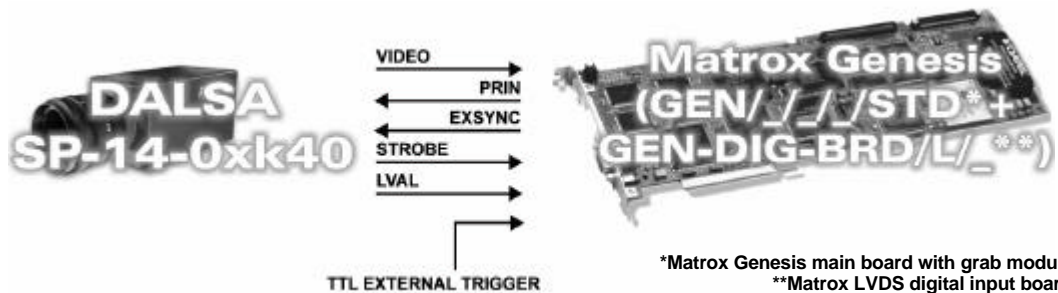 DALSA
SP-14-0xk40
VIDEO
PRIN
EXSYNC
STROBE
LVAL
TTL EXTERNAL TRIGGER
Matrox Genesis
(GEN/_/_/_/STD*+
GEN-DIG-BRD/L/_**)
*Matrox Genesis main board with grab modu
**Matrox LVDS digital input boar